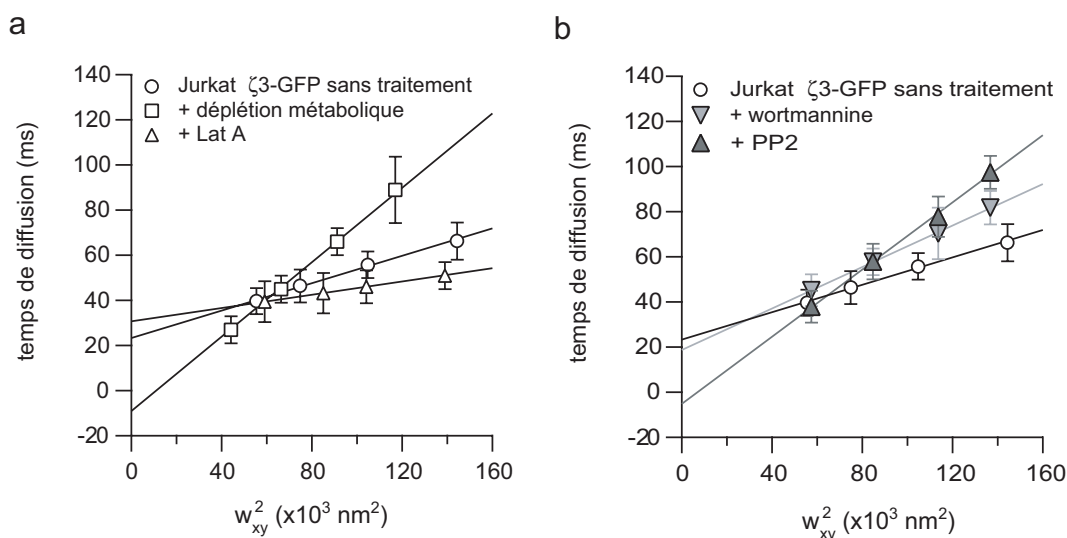 a
140
120
100
80
60
40
20
0
-20
temps de diffusion (ms)
Jurkat ζ3-GFP sans traitement
+ déplétion métabolique
+ Lat A
0 40 80 120 160
w²xy (x10³ nm²)
b
140
120
100
80
60
40
20
0
-20
temps de diffusion (ms)
Jurkat ζ3-GFP sans traitement
+ wortmannine
+ PP2
0 40 80 120 160
w²xy (x10³ nm²)